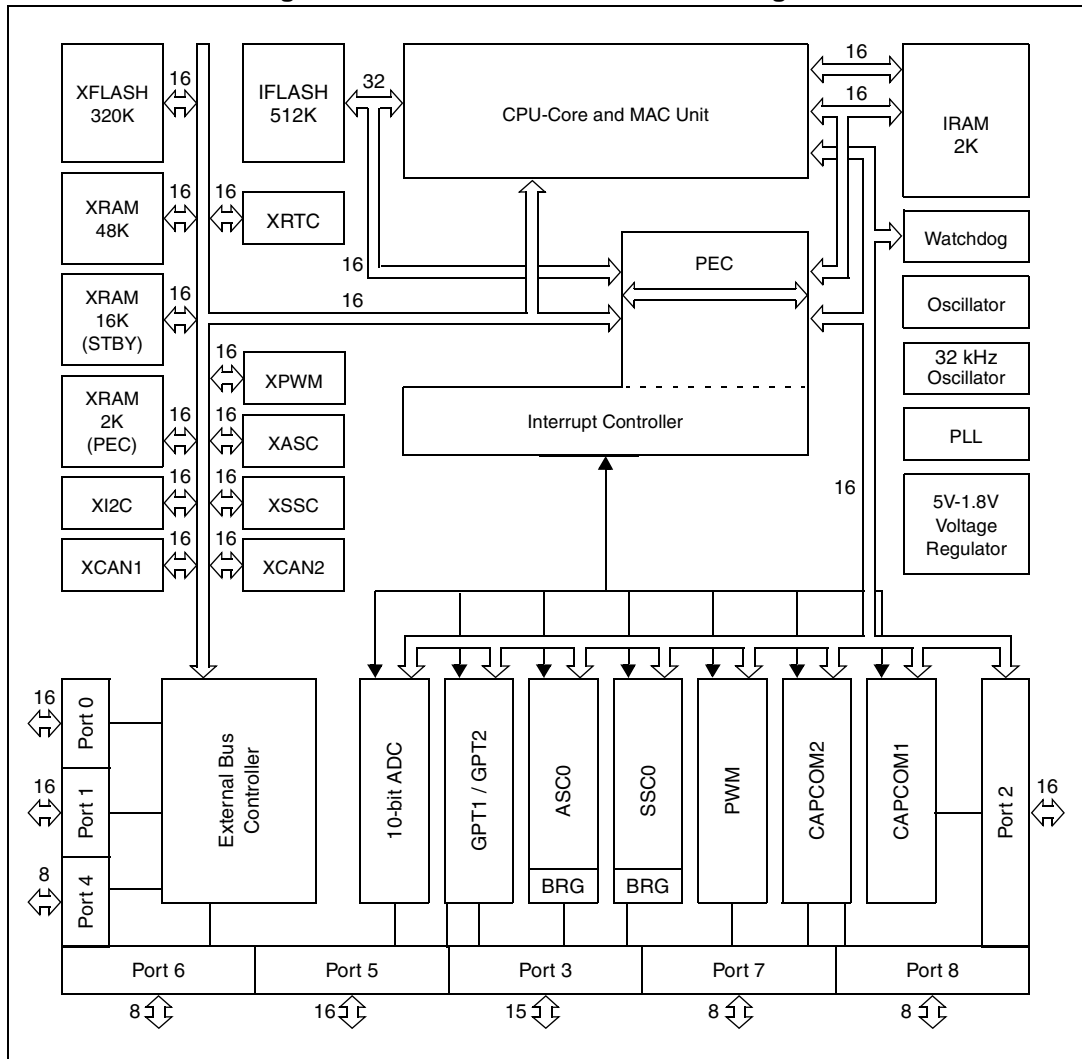 16
XFLASH
320K
IFLASH
512K
32
CPU-Core and MAC Unit
16
16
IRAM
2K
16
XRAM
48K
16
XRTC
Watchdog
16
PEC
16
XRAM
16K
(STBY)
16
Oscillator
16
XPWM
32 kHz
Oscillator
XRAM
2K
(PEC)
16
16
XASC
Interrupt Controller
PLL
16
XI2C
16
XSSC
16
5V-1.8V
Voltage
Regulator
16
XCAN1
16
XCAN2
16
Port 0
16
Port 1
8
Port 4
External Bus
Controller
10-bit ADC
GPT1 / GPT2
ASC0
BRG
SSC0
BRG
PWM
CAPCOM2
CAPCOM1
Port 2
16
Port 6
Port 5
Port 3
Port 7
Port 8
8
16
15
8
8